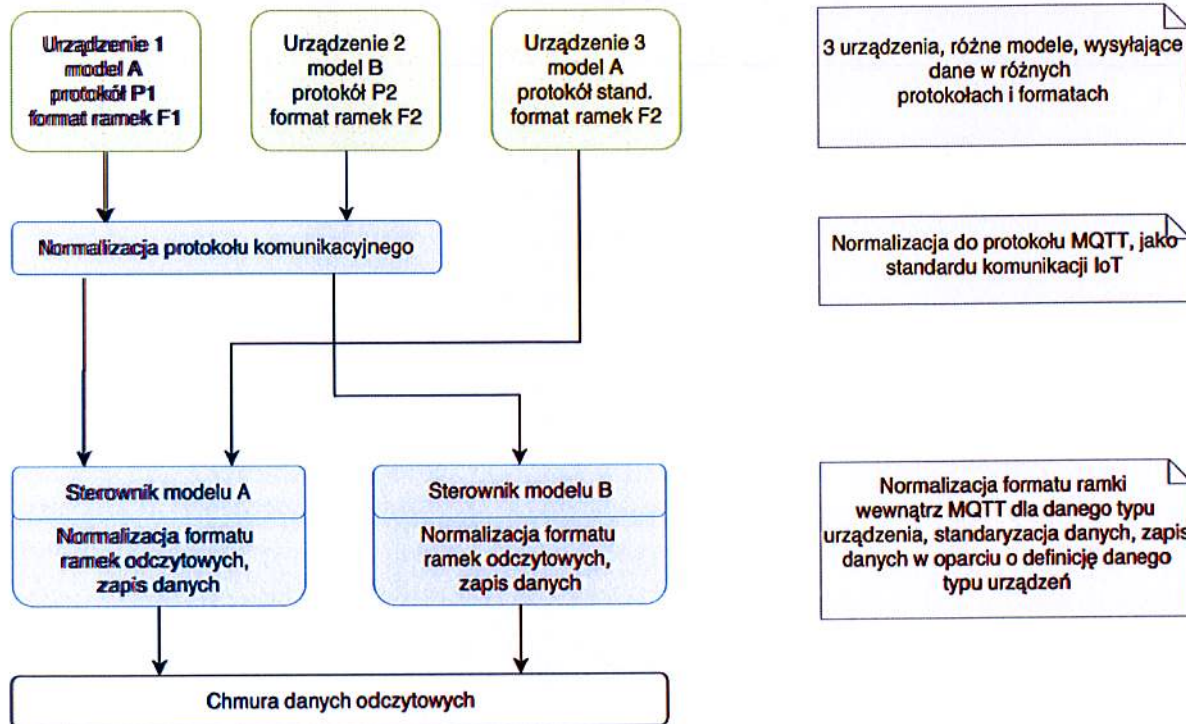 Urządzenie 1
model A
protokół P1
format ramek F1
Urządzenie 2
model B
protokół P2
format ramek F2
Urządzenie 3
model A
protokół stand.
format ramek F2
3 urządzenia, różne modele, wysyłające
dane w różnych
protokołach i formatach
Normalizacja protokołu komunikacyjnego
Normalizacja do protokołu MQTT, jako
standardu komunikacji IoT
Sterownik modelu A
Normalizacja formatu
ramek odczytowych,
zapis danych
Sterownik modelu B
Normalizacja formatu
ramek odczytowych,
zapis danych
Normalizacja formatu ramki
wewnątrz MQTT dla danego typu
urządzenia, standaryzacja danych, zapis
danych w oparciu o definicję danego
typu urządzeń
Chmura danych odczytowych